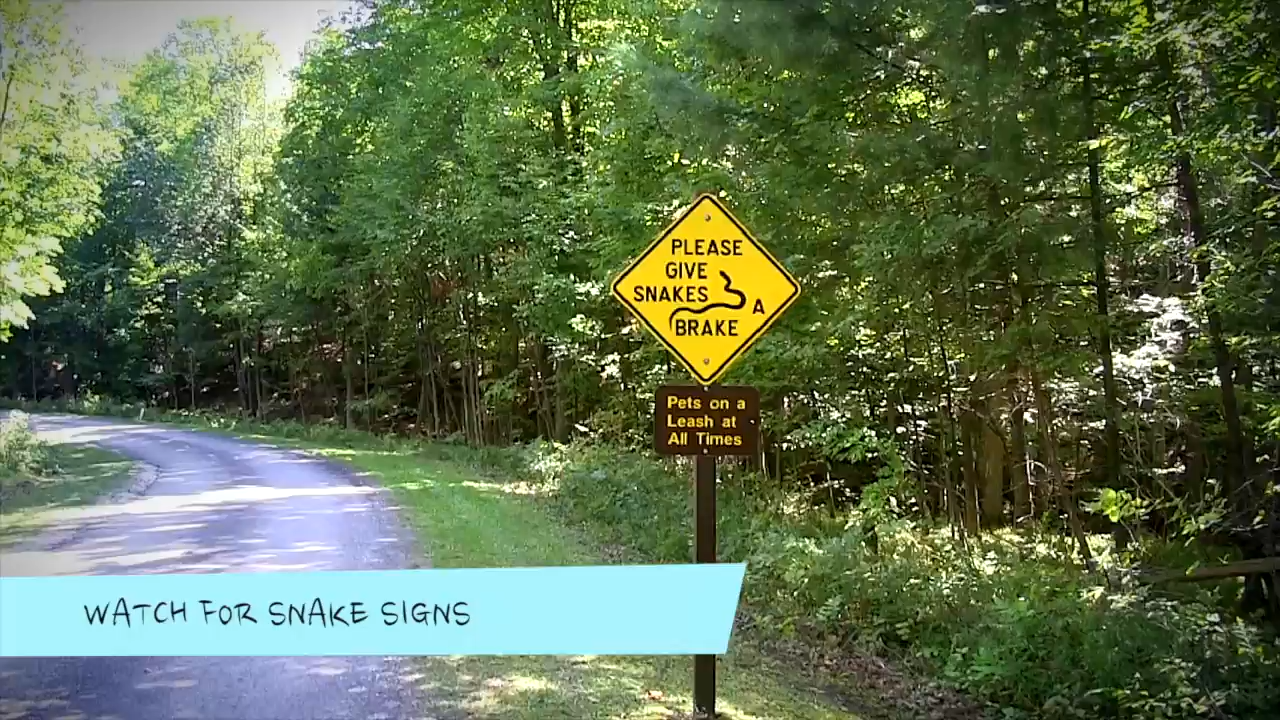 PLEASE
GIVE
SNAKES
A
BRAKE
Pets on a
Leash at
All Times
WATCH FOR SNAKE SIGNS